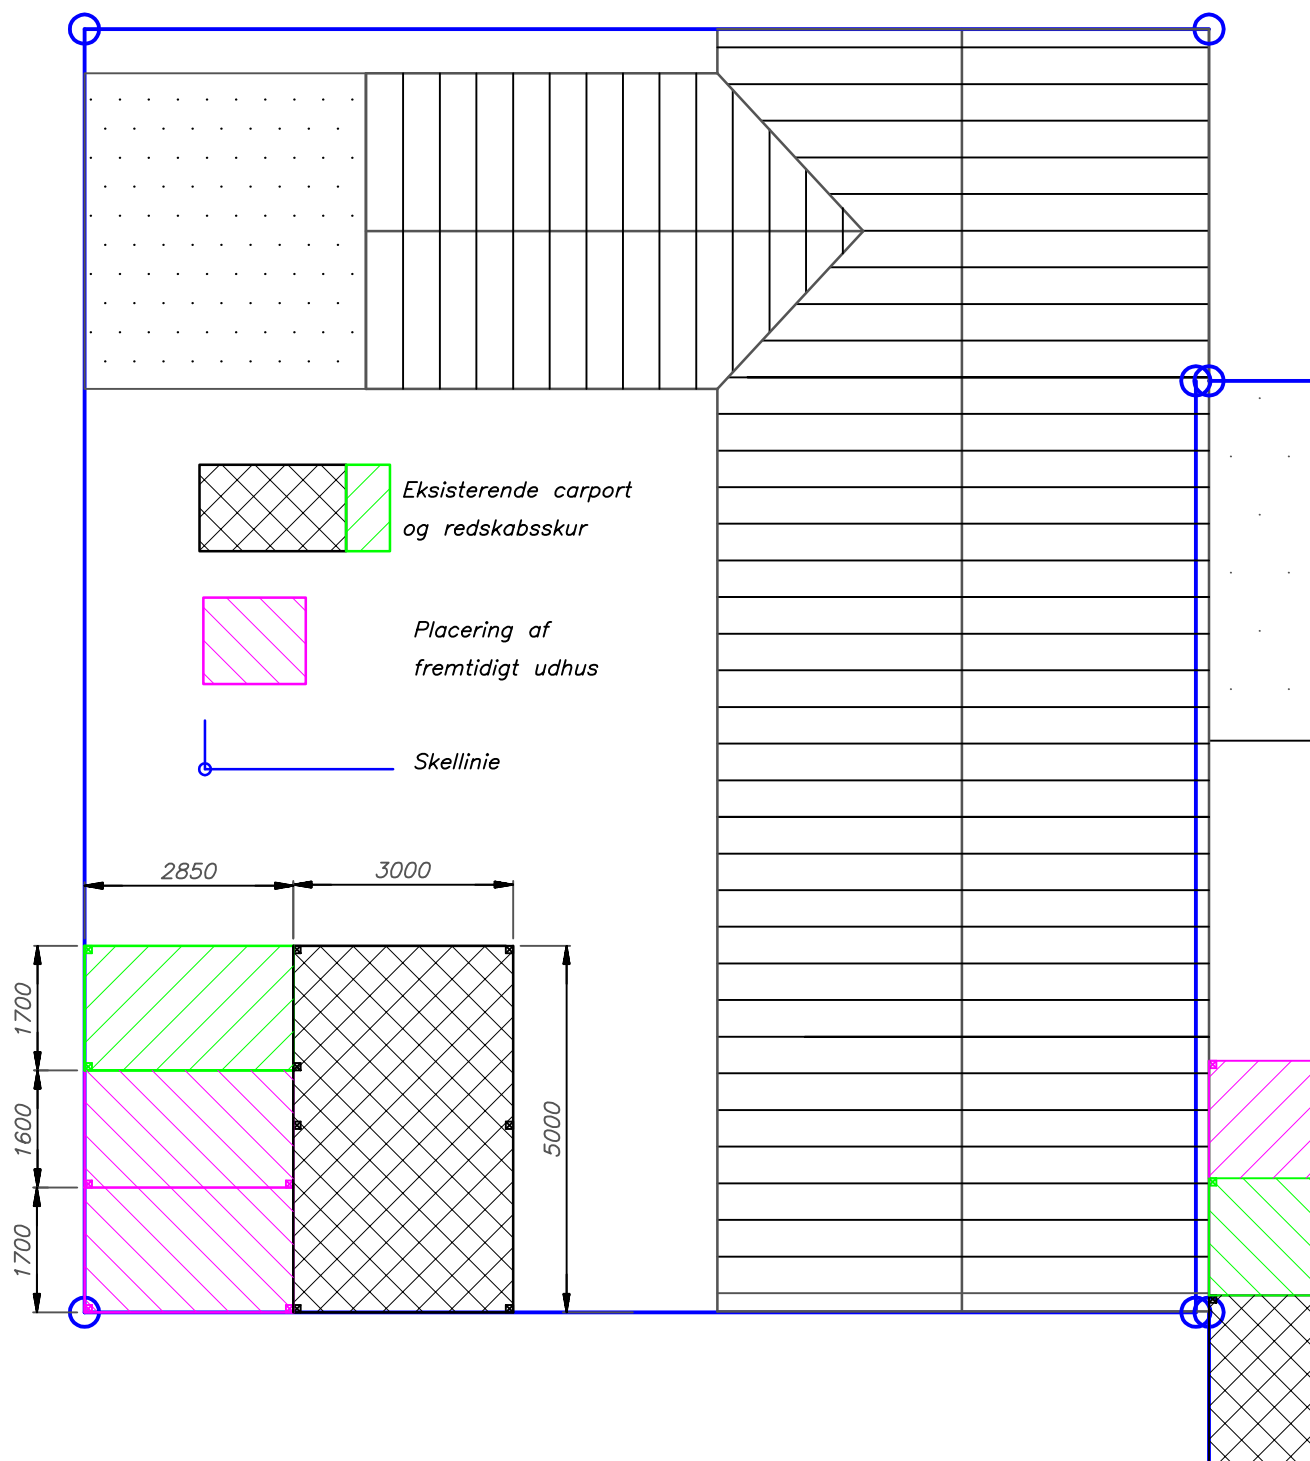 Eksisterende carport
og redskabsskur
Placering af
fremtidigt udhus
Skellinie
2850
3000
1700
1600
1700
5000